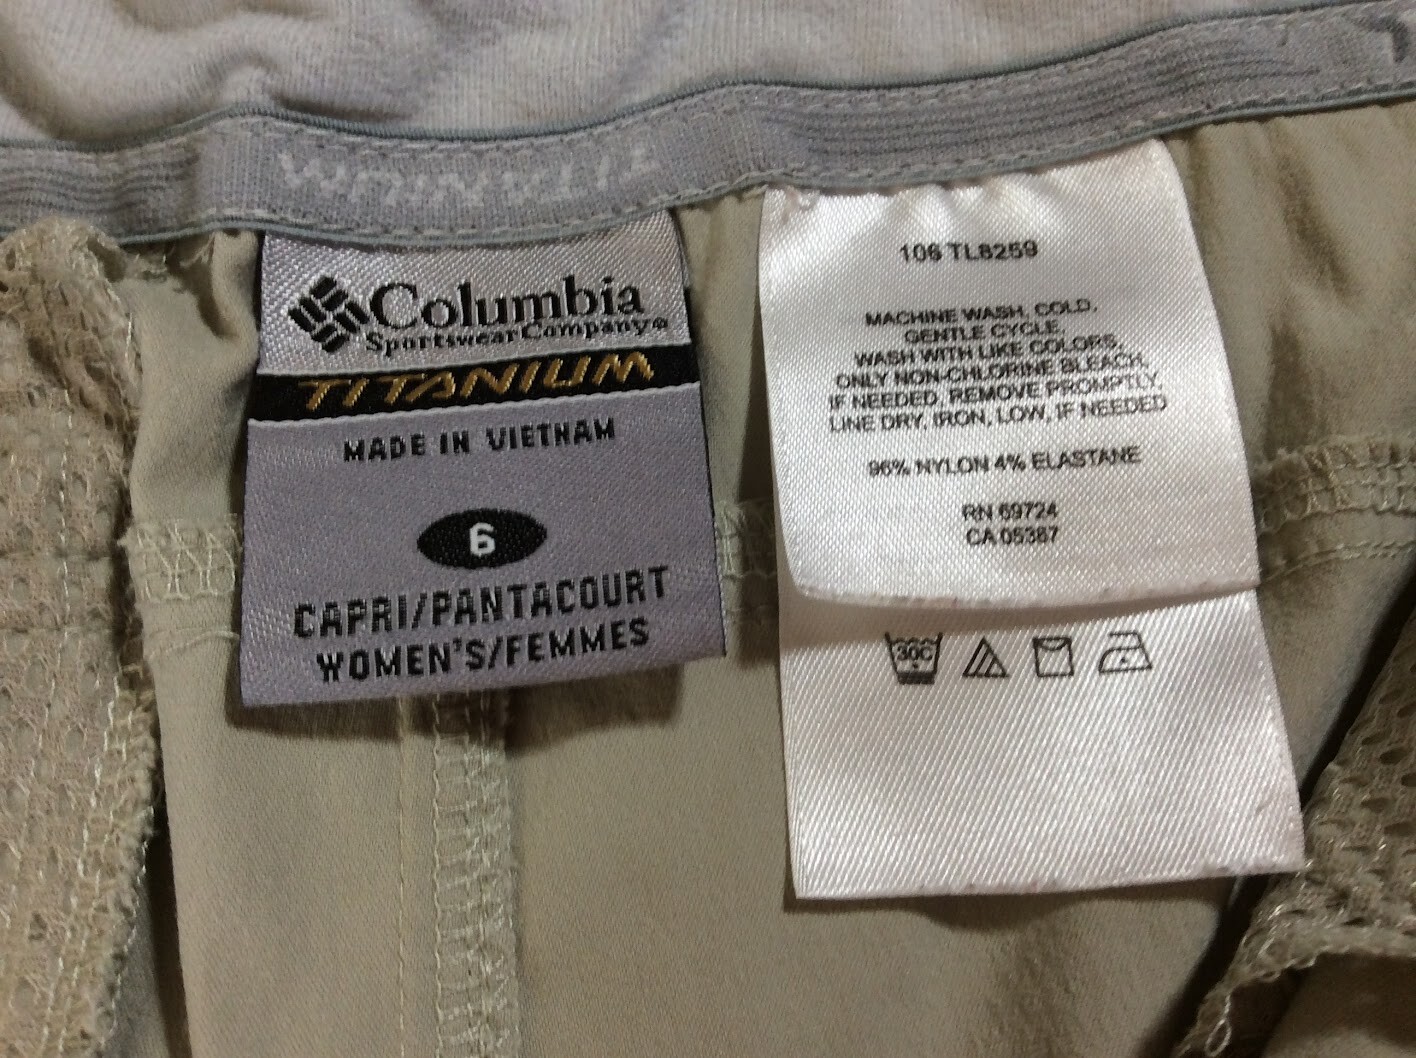 TITANIUM
Columbia
Sportswear Company®
TITANIUM
MADE IN VIETNAM
6
CAPRI/PANTACOURT
WOMEN'S/FEMMES
106 TL8259
MACHINE WASH, COLD,
GENTLE CYCLE,
WASH WITH LIKE COLORS,
ONLY NON-CHLORINE BLEACH,
IF NEEDED, REMOVE PROMPTLY,
LINE DRY, IRON, LOW, IF NEEDED
96% NYLON 4% ELASTANE
RN 69724
CA 05387
30C